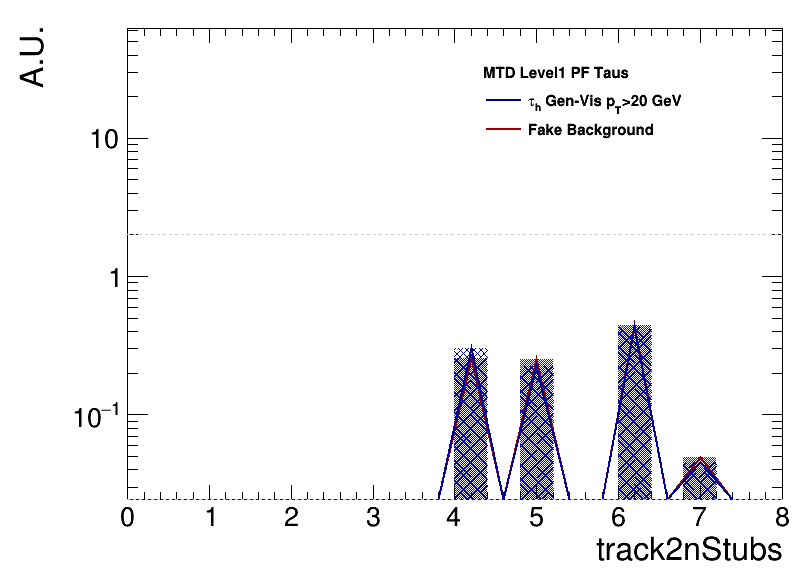 A.U.
MTD Level1 PF Taus
τh Gen-Vis pT>20 GeV
Fake Background
10
1
10⁻¹
0 1 2 3 4 5 6 7 8
track2nStubs